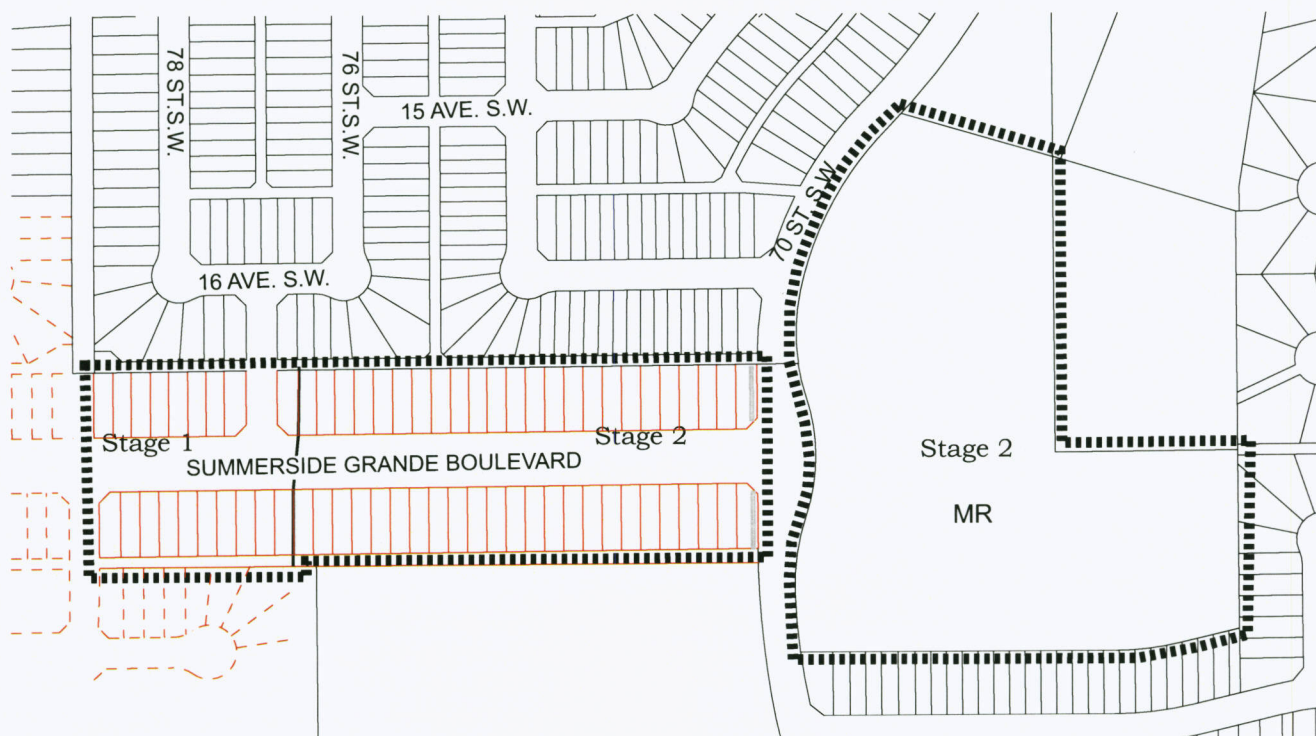 78 ST.S.W.
76 ST.S.W.
15 AVE. S.W.
70 ST. S.W.
16 AVE. S.W.
Stage 1
Stage 2
SUMMERSIDE GRANDE BOULEVARD
Stage 2
MR